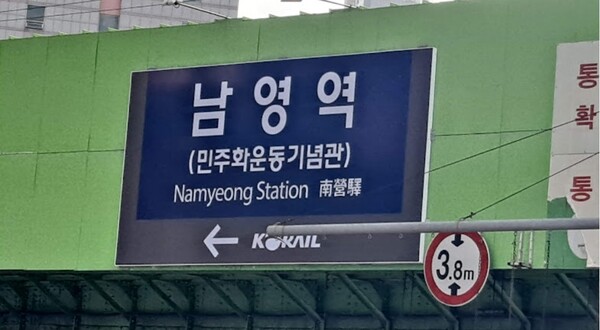 남영역
(민주화운동기념관)
Namyeong Station 南營驛
← KORAIL
3.8m
통
확
통